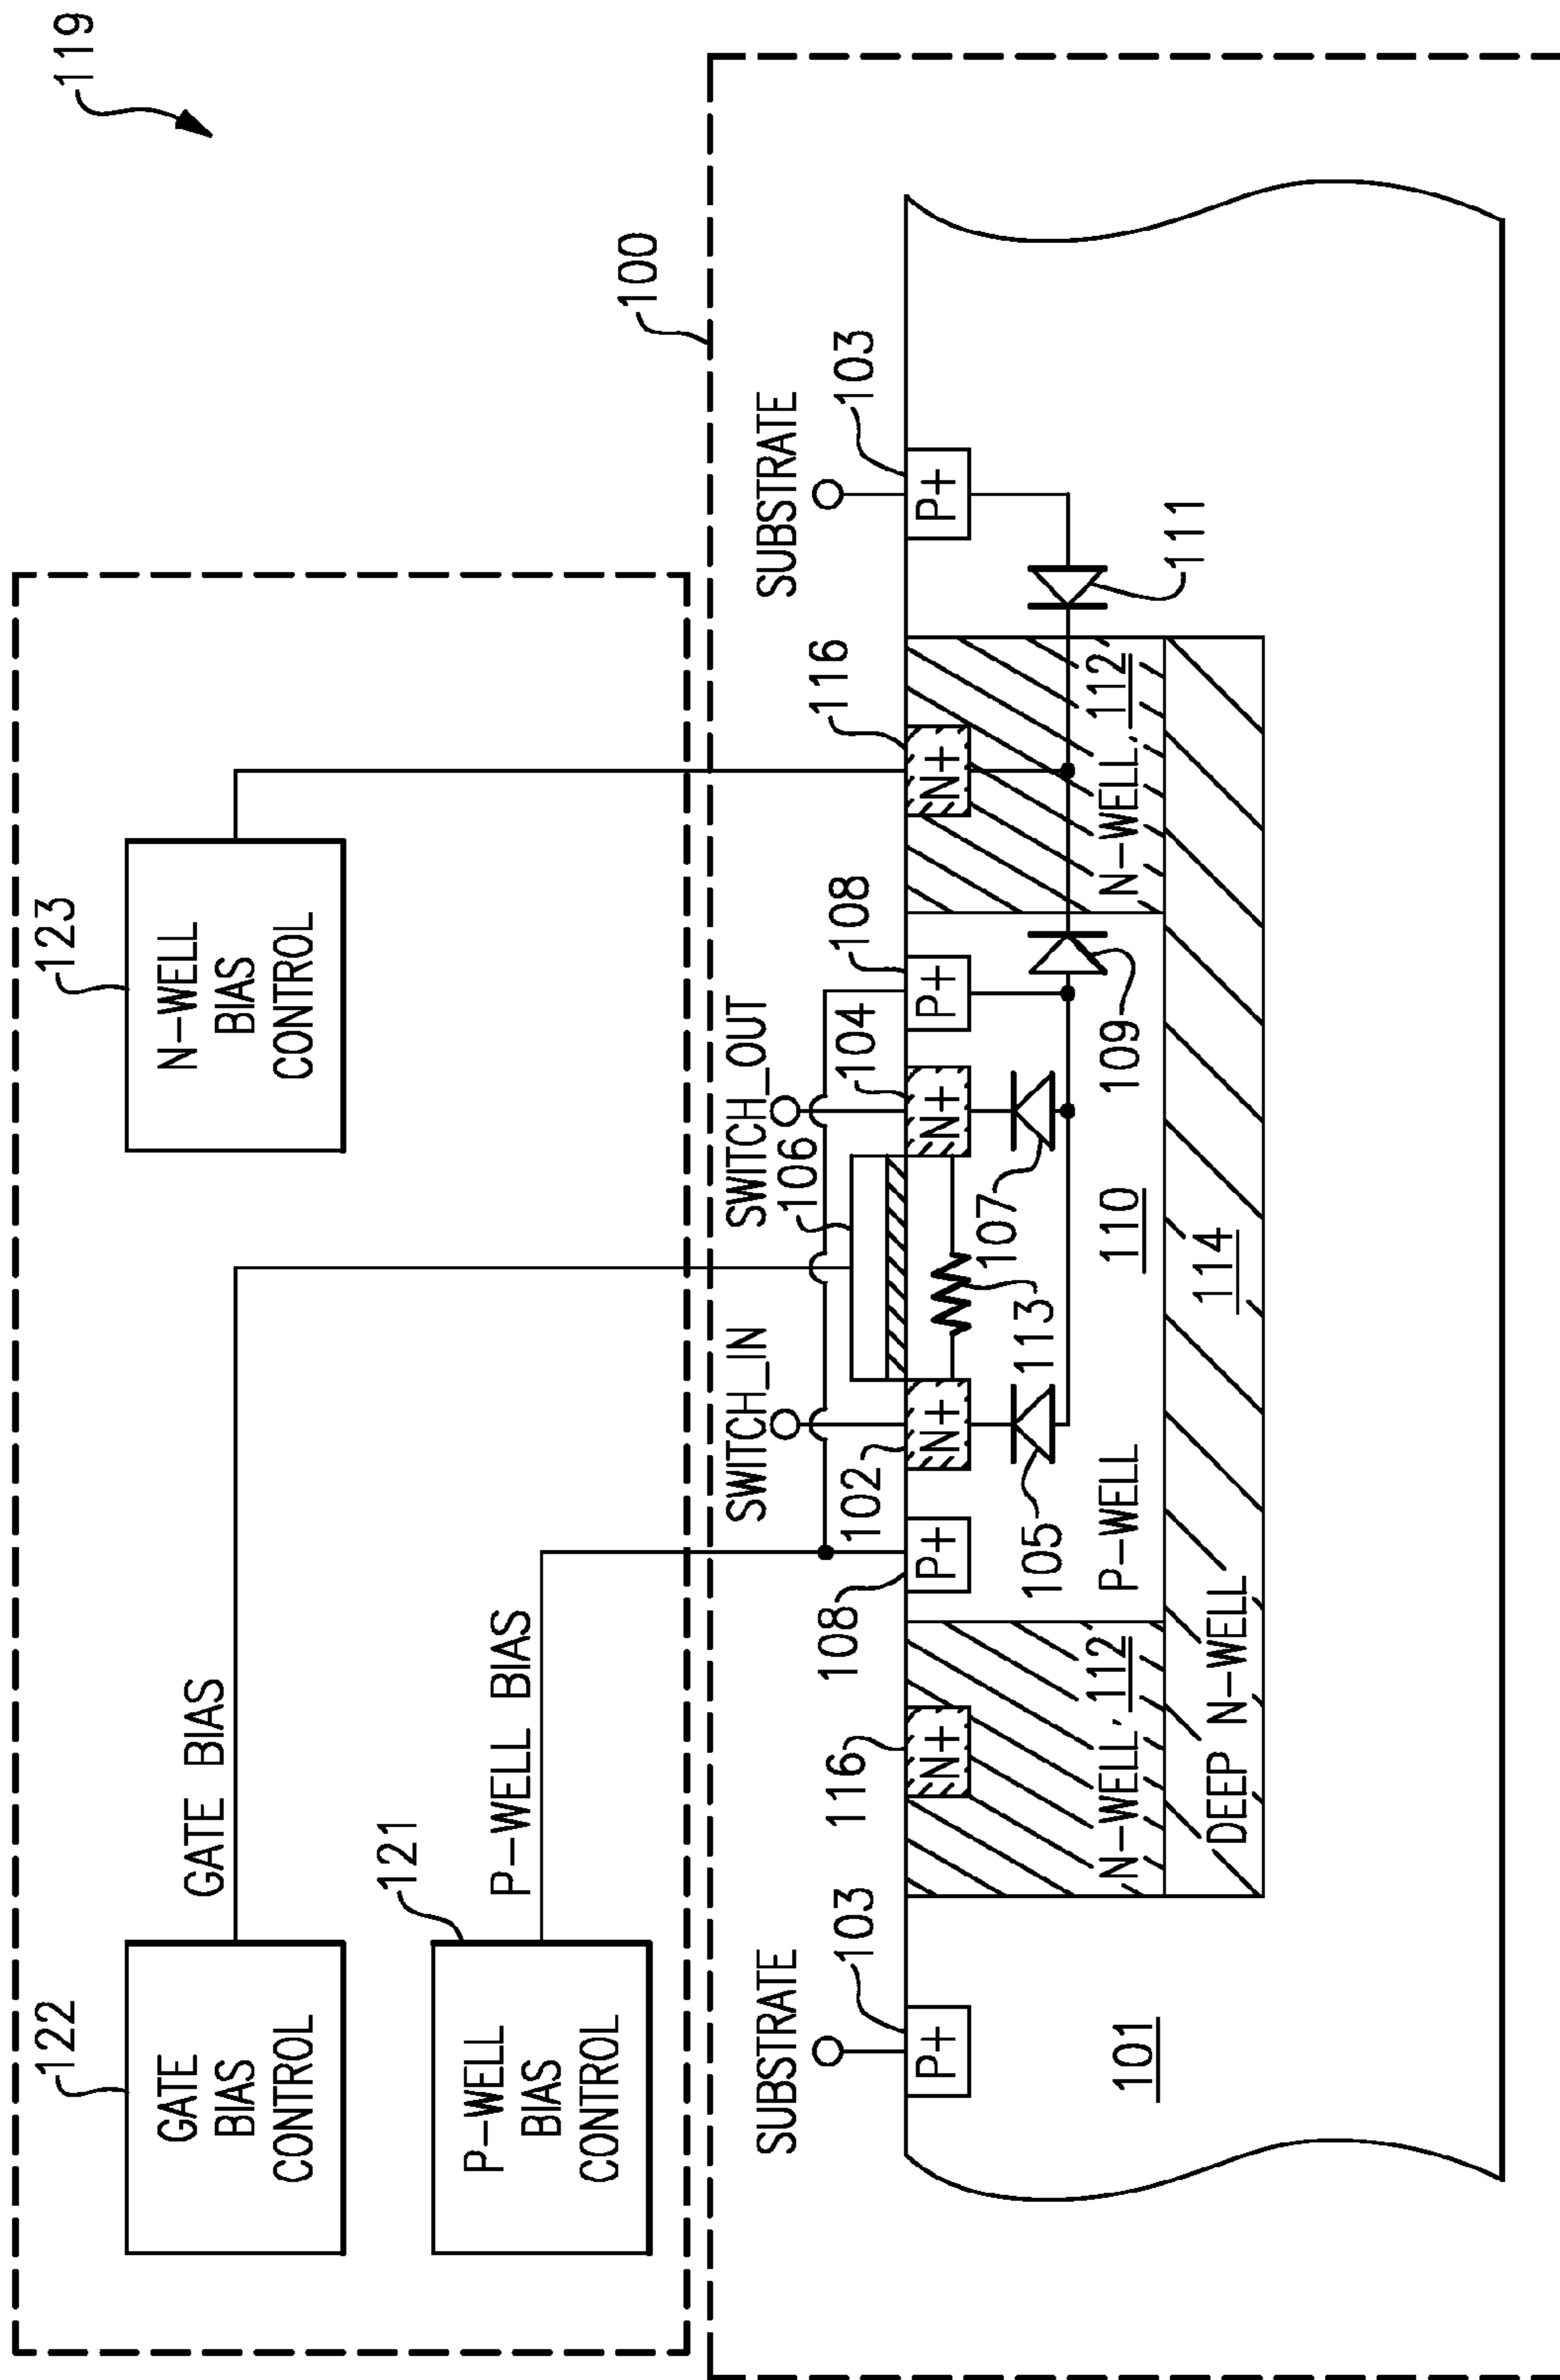 119
122
GATE
BIAS
CONTROL
GATE BIAS
123
N-WELL
BIAS
CONTROL
121
P-WELL
BIAS
CONTROL
P-WELL BIAS
100
SUBSTRATE
SWITCH_IN
SWITCH_OUT
SUBSTRATE
103
116
108
102
106
104
108
116
103
P+
N+
P+
N+
N+
P+
N+
P+
105
113
107
109
111
101
N-WELL, 112
P-WELL
110
N-WELL, 112
DEEP N-WELL
114